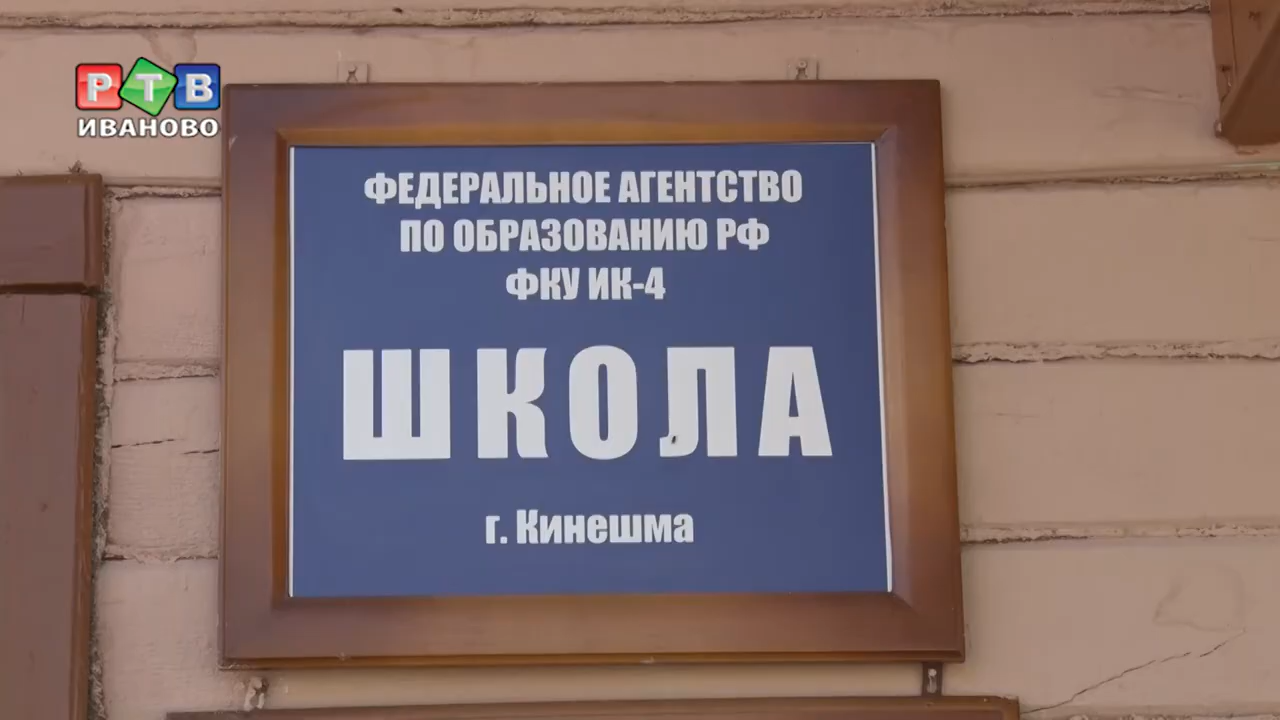 РТВ
ИВАНОВО
ФЕДЕРАЛЬНОЕ АГЕНТСТВО
ПО ОБРАЗОВАНИЮ РФ
ФКУ ИК-4
ШКОЛА
г. Кинешма